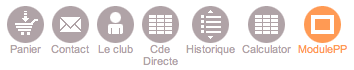 Panier Contact Le club Cde Historique Calculator ModulePP
Directe